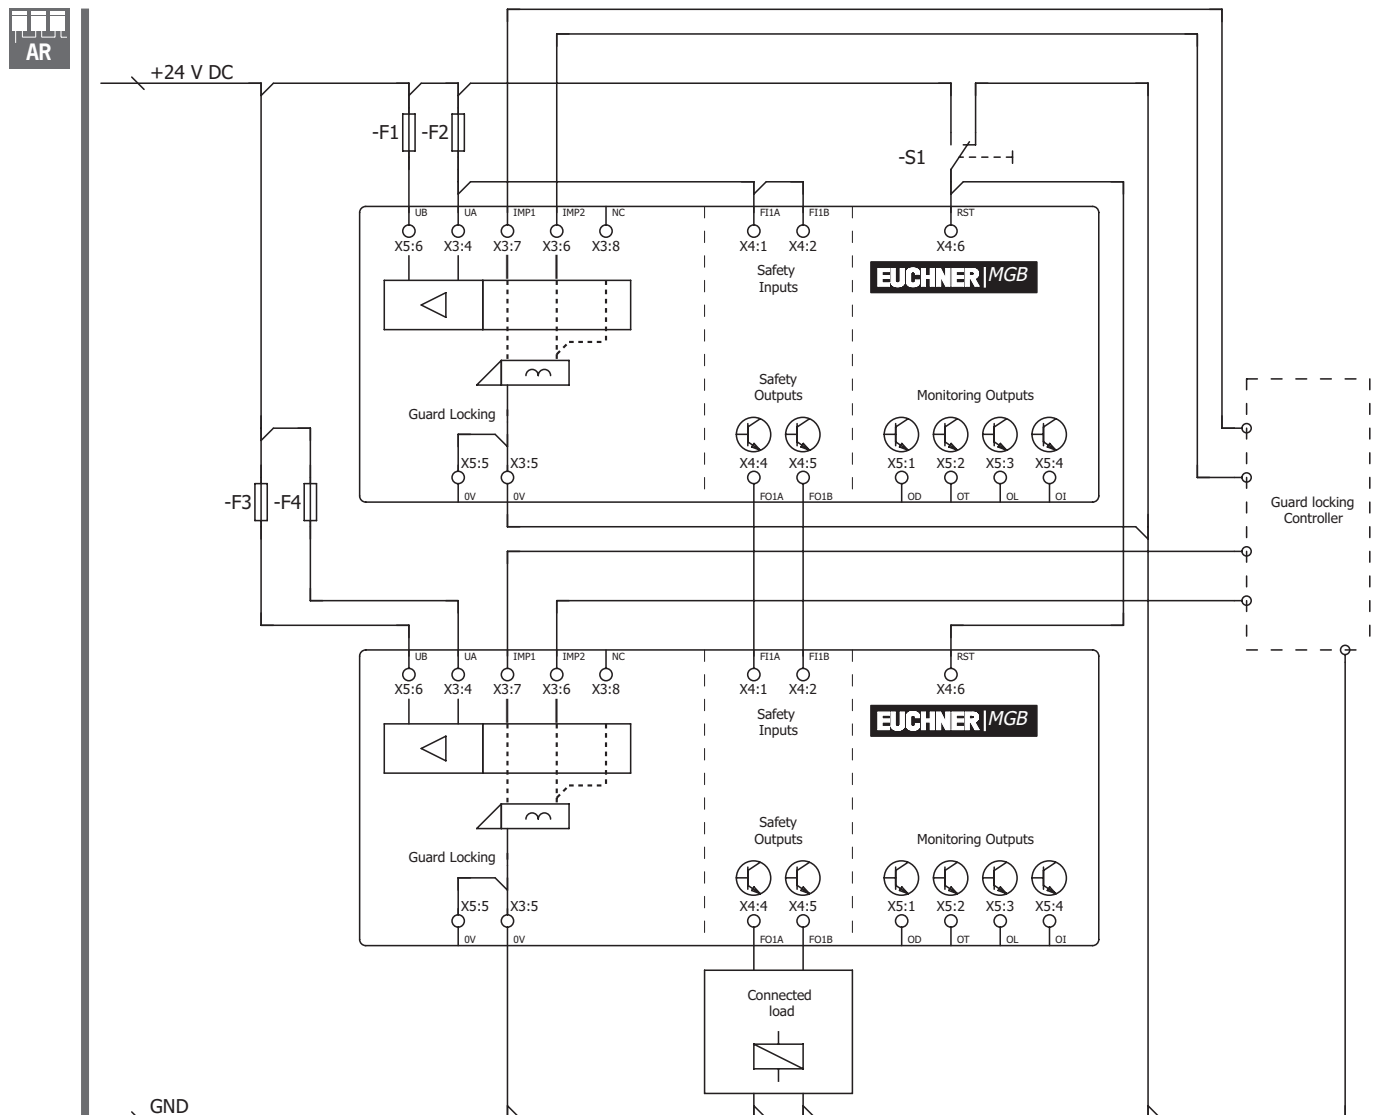 AR
+24 V DC
-F1
-F2
-S1
UB
UA
IMP1
IMP2
NC
FI1A
FI1B
RST
X5:6
X3:4
X3:7
X3:6
X3:8
X4:1
X4:2
X4:6
Safety
Inputs
EUCHNER|MGB
Safety
Outputs
Monitoring Outputs
Guard Locking
X5:5
X3:5
X4:4
X4:5
X5:1
X5:2
X5:3
X5:4
0V
0V
FO1A
FO1B
OD
OT
OL
OI
-F3
-F4
Guard locking
Controller
UB
UA
IMP1
IMP2
NC
FI1A
FI1B
RST
X5:6
X3:4
X3:7
X3:6
X3:8
X4:1
X4:2
X4:6
Safety
Inputs
EUCHNER|MGB
Safety
Outputs
Monitoring Outputs
Guard Locking
X5:5
X3:5
X4:4
X4:5
X5:1
X5:2
X5:3
X5:4
0V
0V
FO1A
FO1B
OD
OT
OL
OI
Connected
load
GND